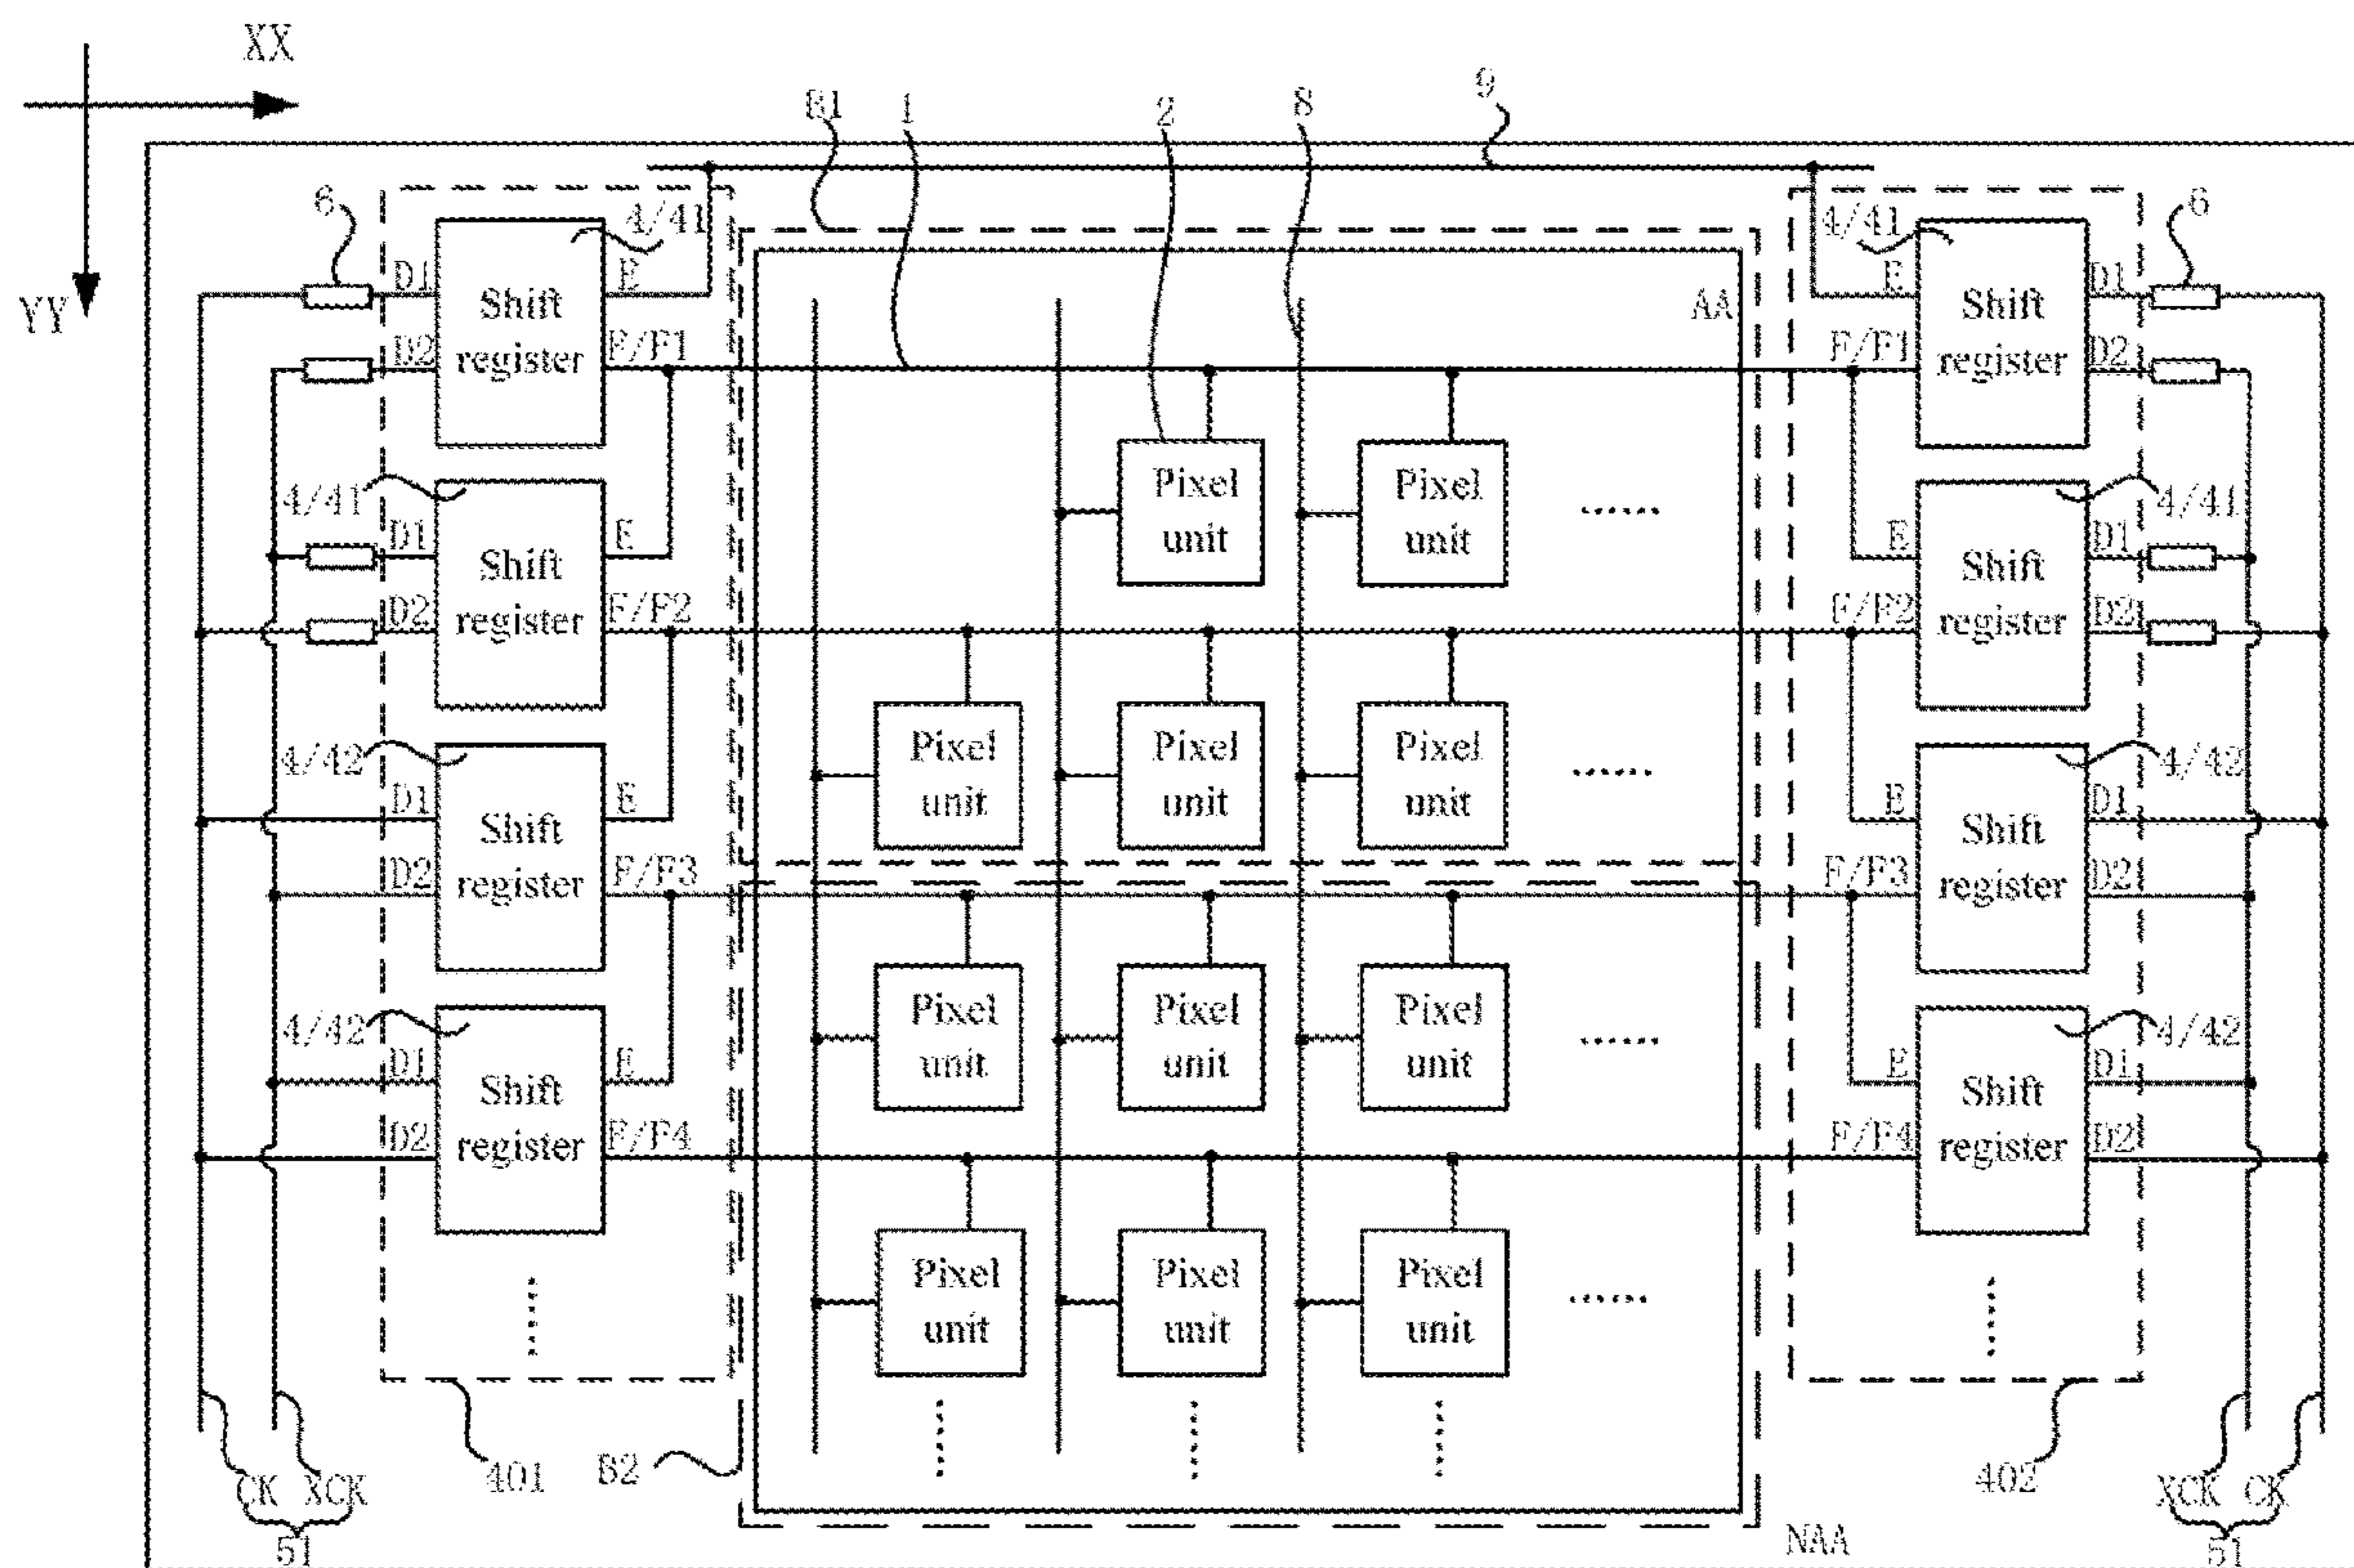 XX
YY
B1
1
2
8
9
6
4/41
D1
Shift
register
E
D2
F/F1
4/41
D1
Shift
register
E
D2
F/F2
4/42
D1
Shift
register
E
D2
F/F3
4/42
D1
Shift
register
E
D2
F/F4
AA
Pixel
unit
Pixel
unit
......
Pixel
unit
Pixel
unit
Pixel
unit
......
Pixel
unit
Pixel
unit
Pixel
unit
......
Pixel
unit
Pixel
unit
Pixel
unit
......
4/41
6
E
Shift
register
D1
F/F1
D2
4/41
E
Shift
register
D1
F/F2
D2
4/42
E
Shift
register
D1
F/F3
D2
4/42
E
Shift
register
D1
F/F4
D2
CK XCK
51
401
B2
402
XCK CK
51
NAA